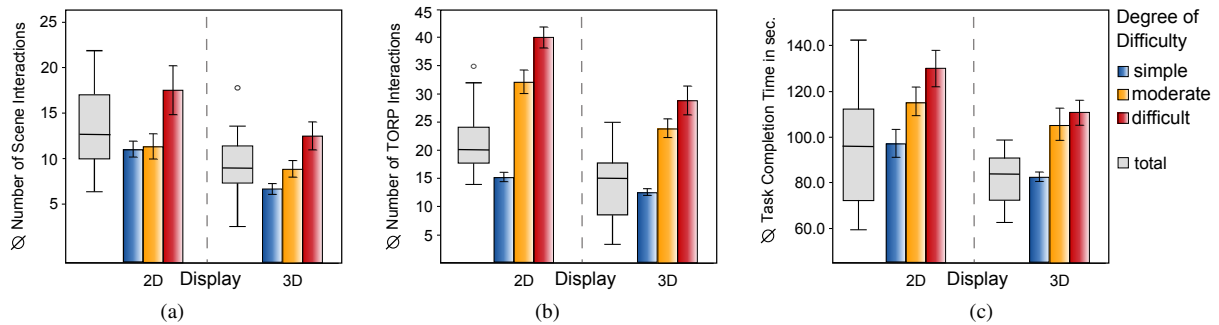 ∅ Number of Scene Interactions
25
20
15
10
5
2D Display 3D
(a)
∅ Number of TORP Interactions
45
40
35
30
25
20
15
10
5
2D Display 3D
(b)
∅ Task Completion Time in sec.
140.0
120.0
100.0
80.0
60.0
2D Display 3D
(c)
Degree of
Difficulty
simple
moderate
difficult
total